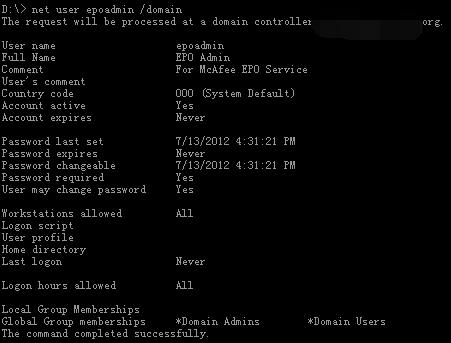 D:\> net user epoadmin /domain
The request will be processed at a domain controller org.
User name epoadmin
Full Name EPO Admin
Comment For McAfee EPO Service
User's comment
Country code 000 (System Default)
Account active Yes
Account expires Never
Password last set 7/13/2012 4:31:21 PM
Password expires Never
Password changeable 7/13/2012 4:31:21 PM
Password required Yes
User may change password Yes
Workstations allowed All
Logon script
User profile
Home directory
Last logon Never
Logon hours allowed All
Local Group Memberships
Global Group memberships *Domain Admins *Domain Users
The command completed successfully.